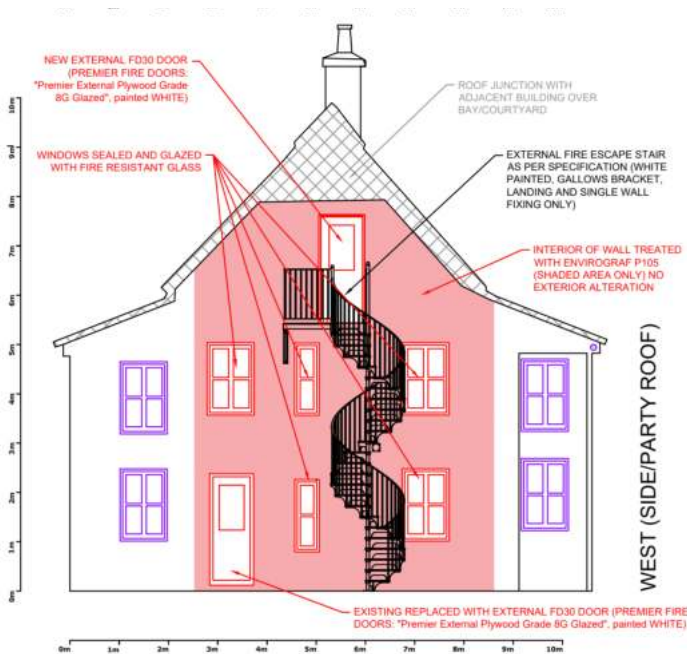 NEW EXTERNAL FD30 DOOR
(PREMIER FIRE DOORS:
"Premier External Plywood Grade
8G Glazed", painted WHITE)
ROOF JUNCTION WITH
ADJACENT BUILDING OVER
BAY/COURTYARD
WINDOWS SEALED AND GLAZED
WITH FIRE RESISTANT GLASS
EXTERNAL FIRE ESCAPE STAIR
AS PER SPECIFICATION (WHITE
PAINTED, GALLOWS BRACKET,
LANDING AND SINGLE WALL
FIXING ONLY)
INTERIOR OF WALL TREATED
WITH ENVIROGRAF P105
(SHADED AREA ONLY) NO
EXTERIOR ALTERATION
WEST (SIDE/PARTY ROOF)
EXISTING REPLACED WITH EXTERNAL FD30 DOOR (PREMIER FIRE
DOORS: "Premier External Plywood Grade 8G Glazed", painted WHITE)
10m
9m
8m
7m
6m
5m
4m
3m
2m
1m
0m
0m 1m 2m 3m 4m 5m 6m 7m 8m 9m 10m